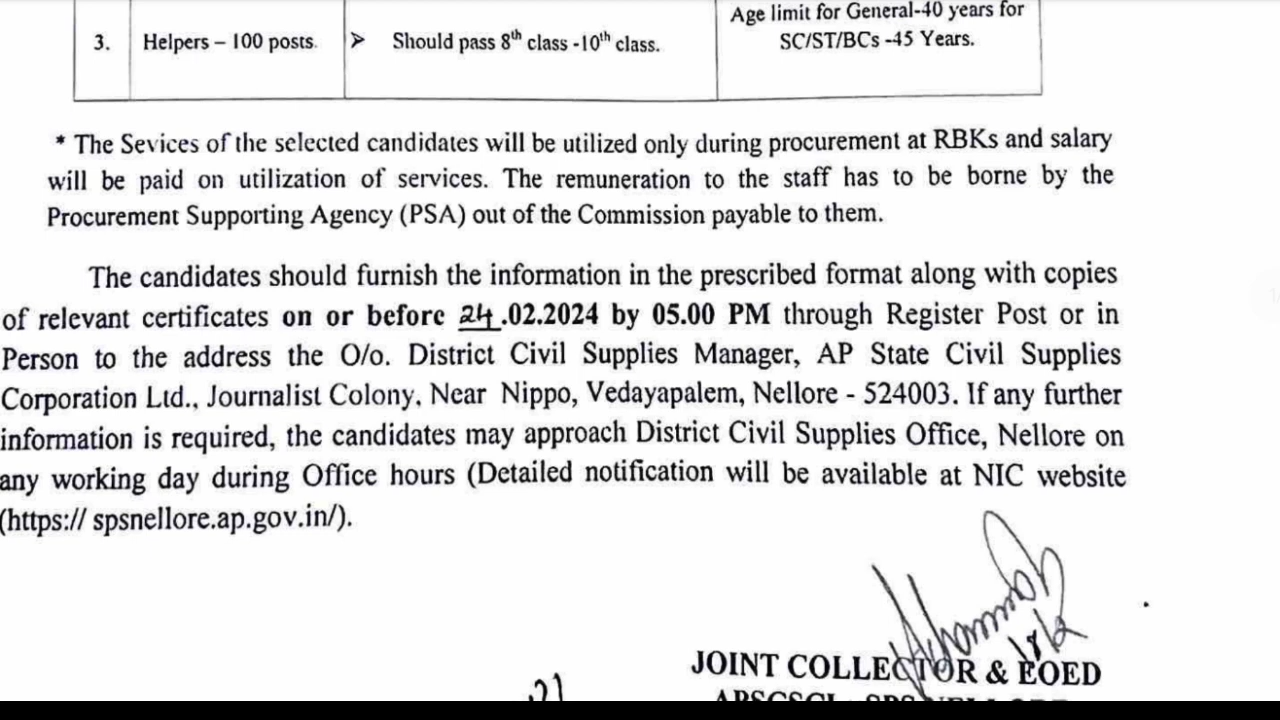 Age limit for General-40 years for
3. Helpers – 100 posts. ➢ Should pass 8th class -10th class. SC/ST/BCs -45 Years.
* The Sevices of the selected candidates will be utilized only during procurement at RBKs and salary
will be paid on utilization of services. The remuneration to the staff has to be borne by the
Procurement Supporting Agency (PSA) out of the Commission payable to them.
The candidates should furnish the information in the prescribed format along with copies
of relevant certificates on or before 24.02.2024 by 05.00 PM through Register Post or in
Person to the address the O/o. District Civil Supplies Manager, AP State Civil Supplies
Corporation Ltd., Journalist Colony, Near Nippo, Vedayapalem, Nellore - 524003. If any further
information is required, the candidates may approach District Civil Supplies Office, Nellore on
any working day during Office hours (Detailed notification will be available at NIC website
(https:// spsnellore.ap.gov.in/).
JOINT COLLECTOR & EOED